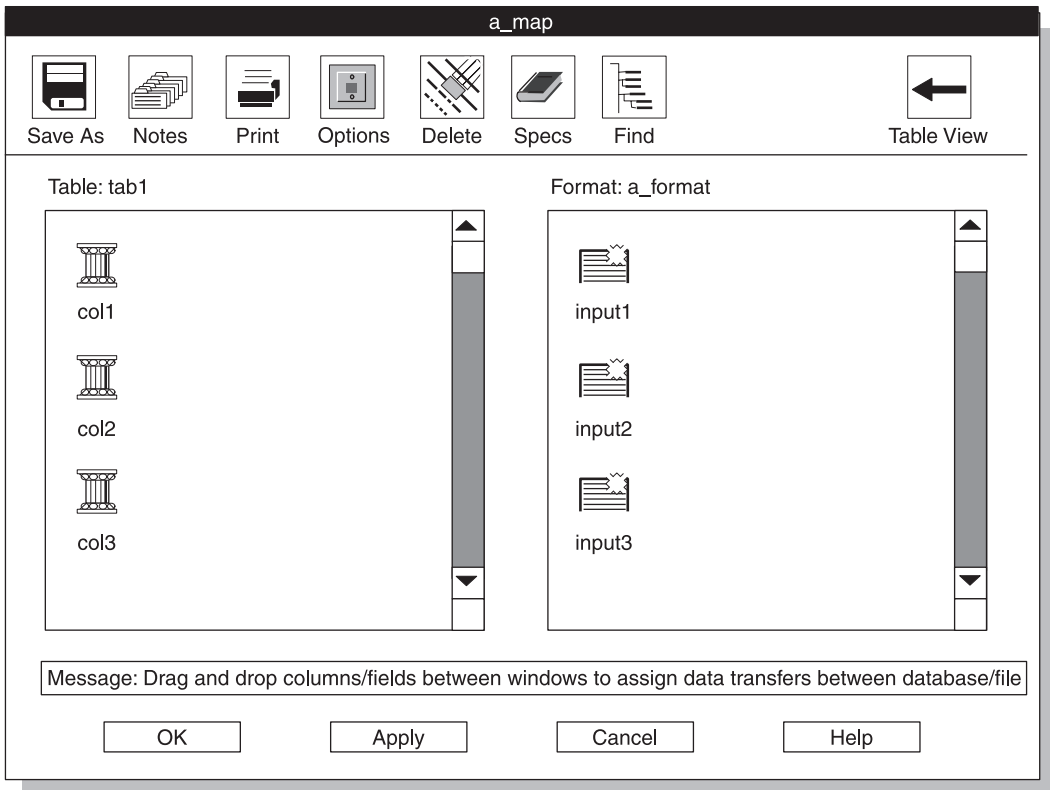 a_map
Save As Notes Print Options Delete Specs Find Table View
Table: tab1 Format: a_format
col1 input1
col2 input2
col3 input3
Message: Drag and drop columns/fields between windows to assign data transfers between database/file
OK Apply Cancel Help